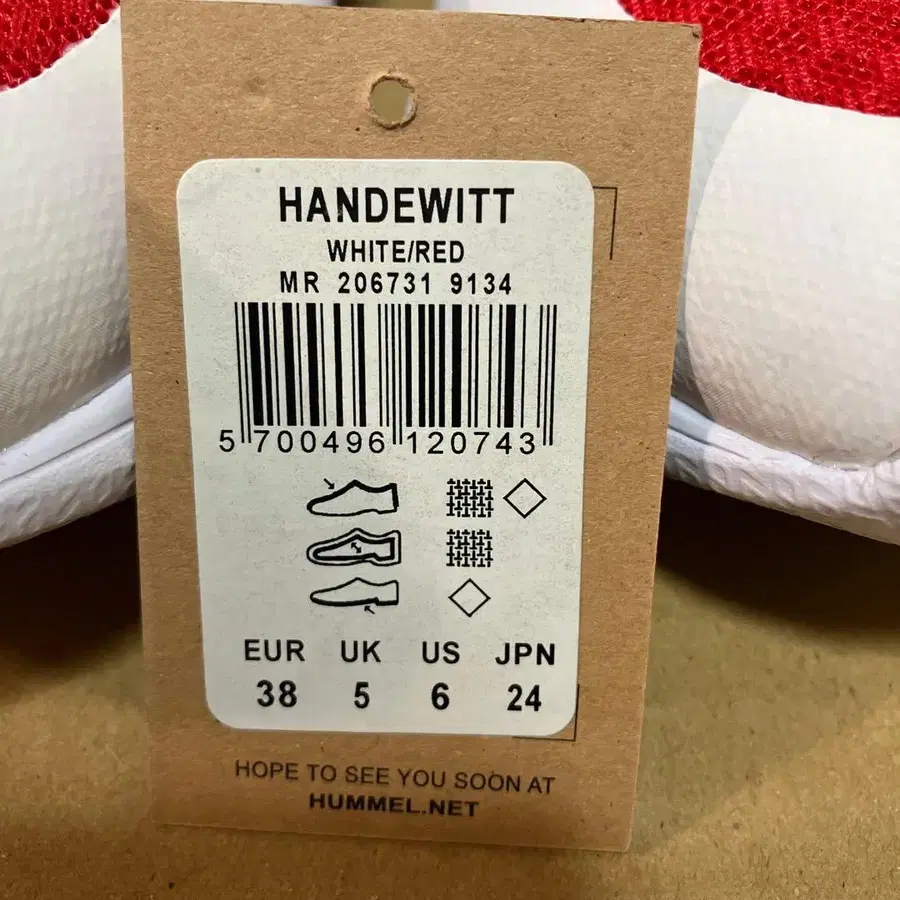 HANDEWITT
WHITE/RED
MR 206731 9134
5 700496 120743
EUR UK US JPN
38 5 6 24
HOPE TO SEE YOU SOON AT
HUMMEL.NET